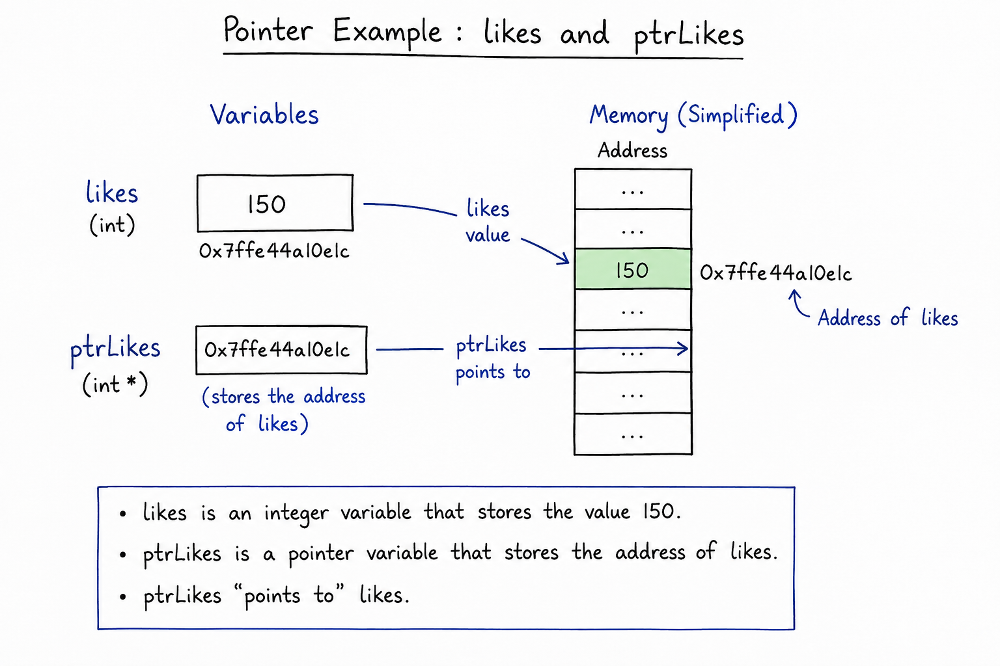 Pointer Example : likes and ptrLikes
Variables
likes
(int)
150
0x7ffe44a10e1c
ptrLikes
(int *)
0x7ffe44a10e1c
(stores the address
of likes)
likes
value
ptrLikes
points to
Memory (Simplified)
Address
...
...
150
0x7ffe44a10e1c
Address of likes
...
...
...
...
• likes is an integer variable that stores the value 150.
• ptrLikes is a pointer variable that stores the address of likes.
• ptrLikes “points to” likes.